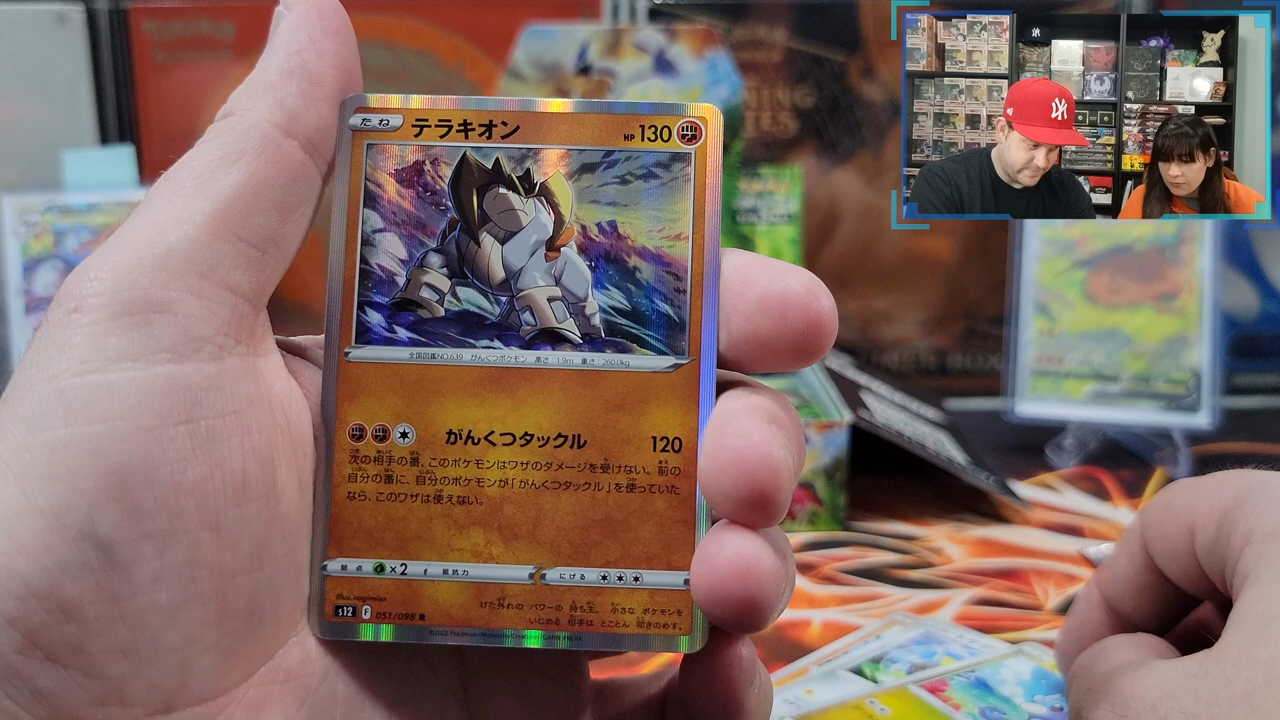 たね テラキオン HP 130
全国図鑑NO.639 がんくつポケモン 高さ:1.9m 重さ:260.0kg
がんくつタックル 120
次の相手の番、このポケモンはワザのダメージを受けない。前の
自分の番に、自分のポケモンが「がんくつタックル」を使っていた
なら、このワザは使えない。
弱点 ×2 抵抗力 にげる
illus.nagimiso
s12 F 051/098 R
けた外れの パワーの 持ち主。小さな ポケモンを
いじめる 相手は とことん 叩きのめす。
©2022 Pokémon/Nintendo/Creatures/GAME FREAK.
NY
NY